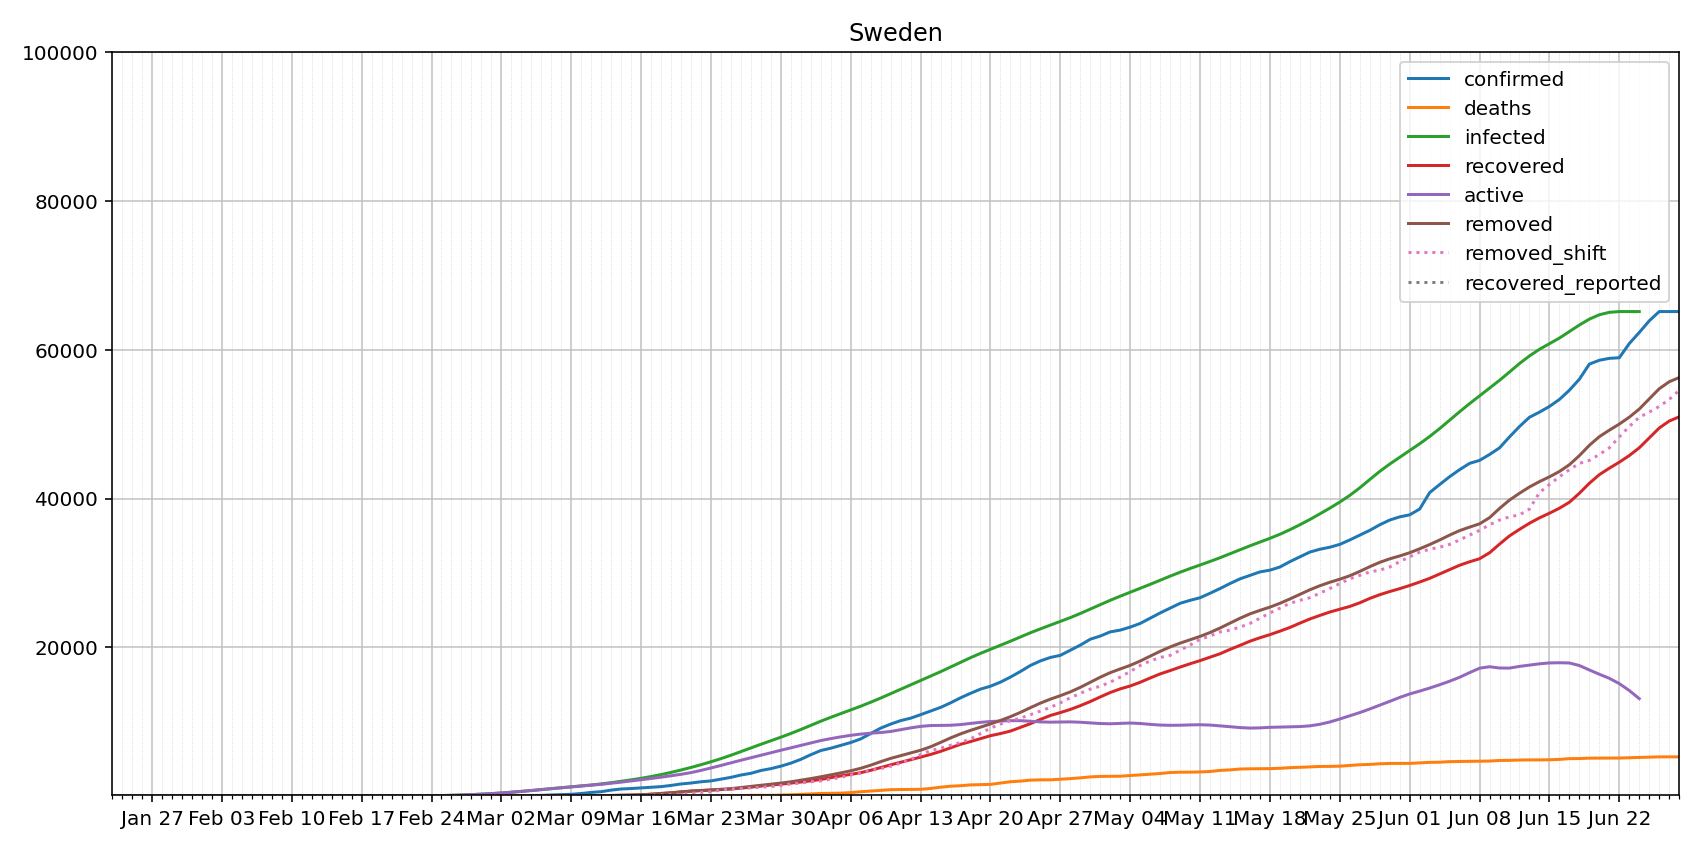 Sweden
100000
80000
60000
40000
20000
confirmed
deaths
infected
recovered
active
removed
removed_shift
recovered_reported
Jan 27 Feb 03 Feb 10 Feb 17 Feb 24 Mar 02 Mar 09 Mar 16 Mar 23 Mar 30 Apr 06 Apr 13 Apr 20 Apr 27 May 04 May 11 May 18 May 25 Jun 01 Jun 08 Jun 15 Jun 22